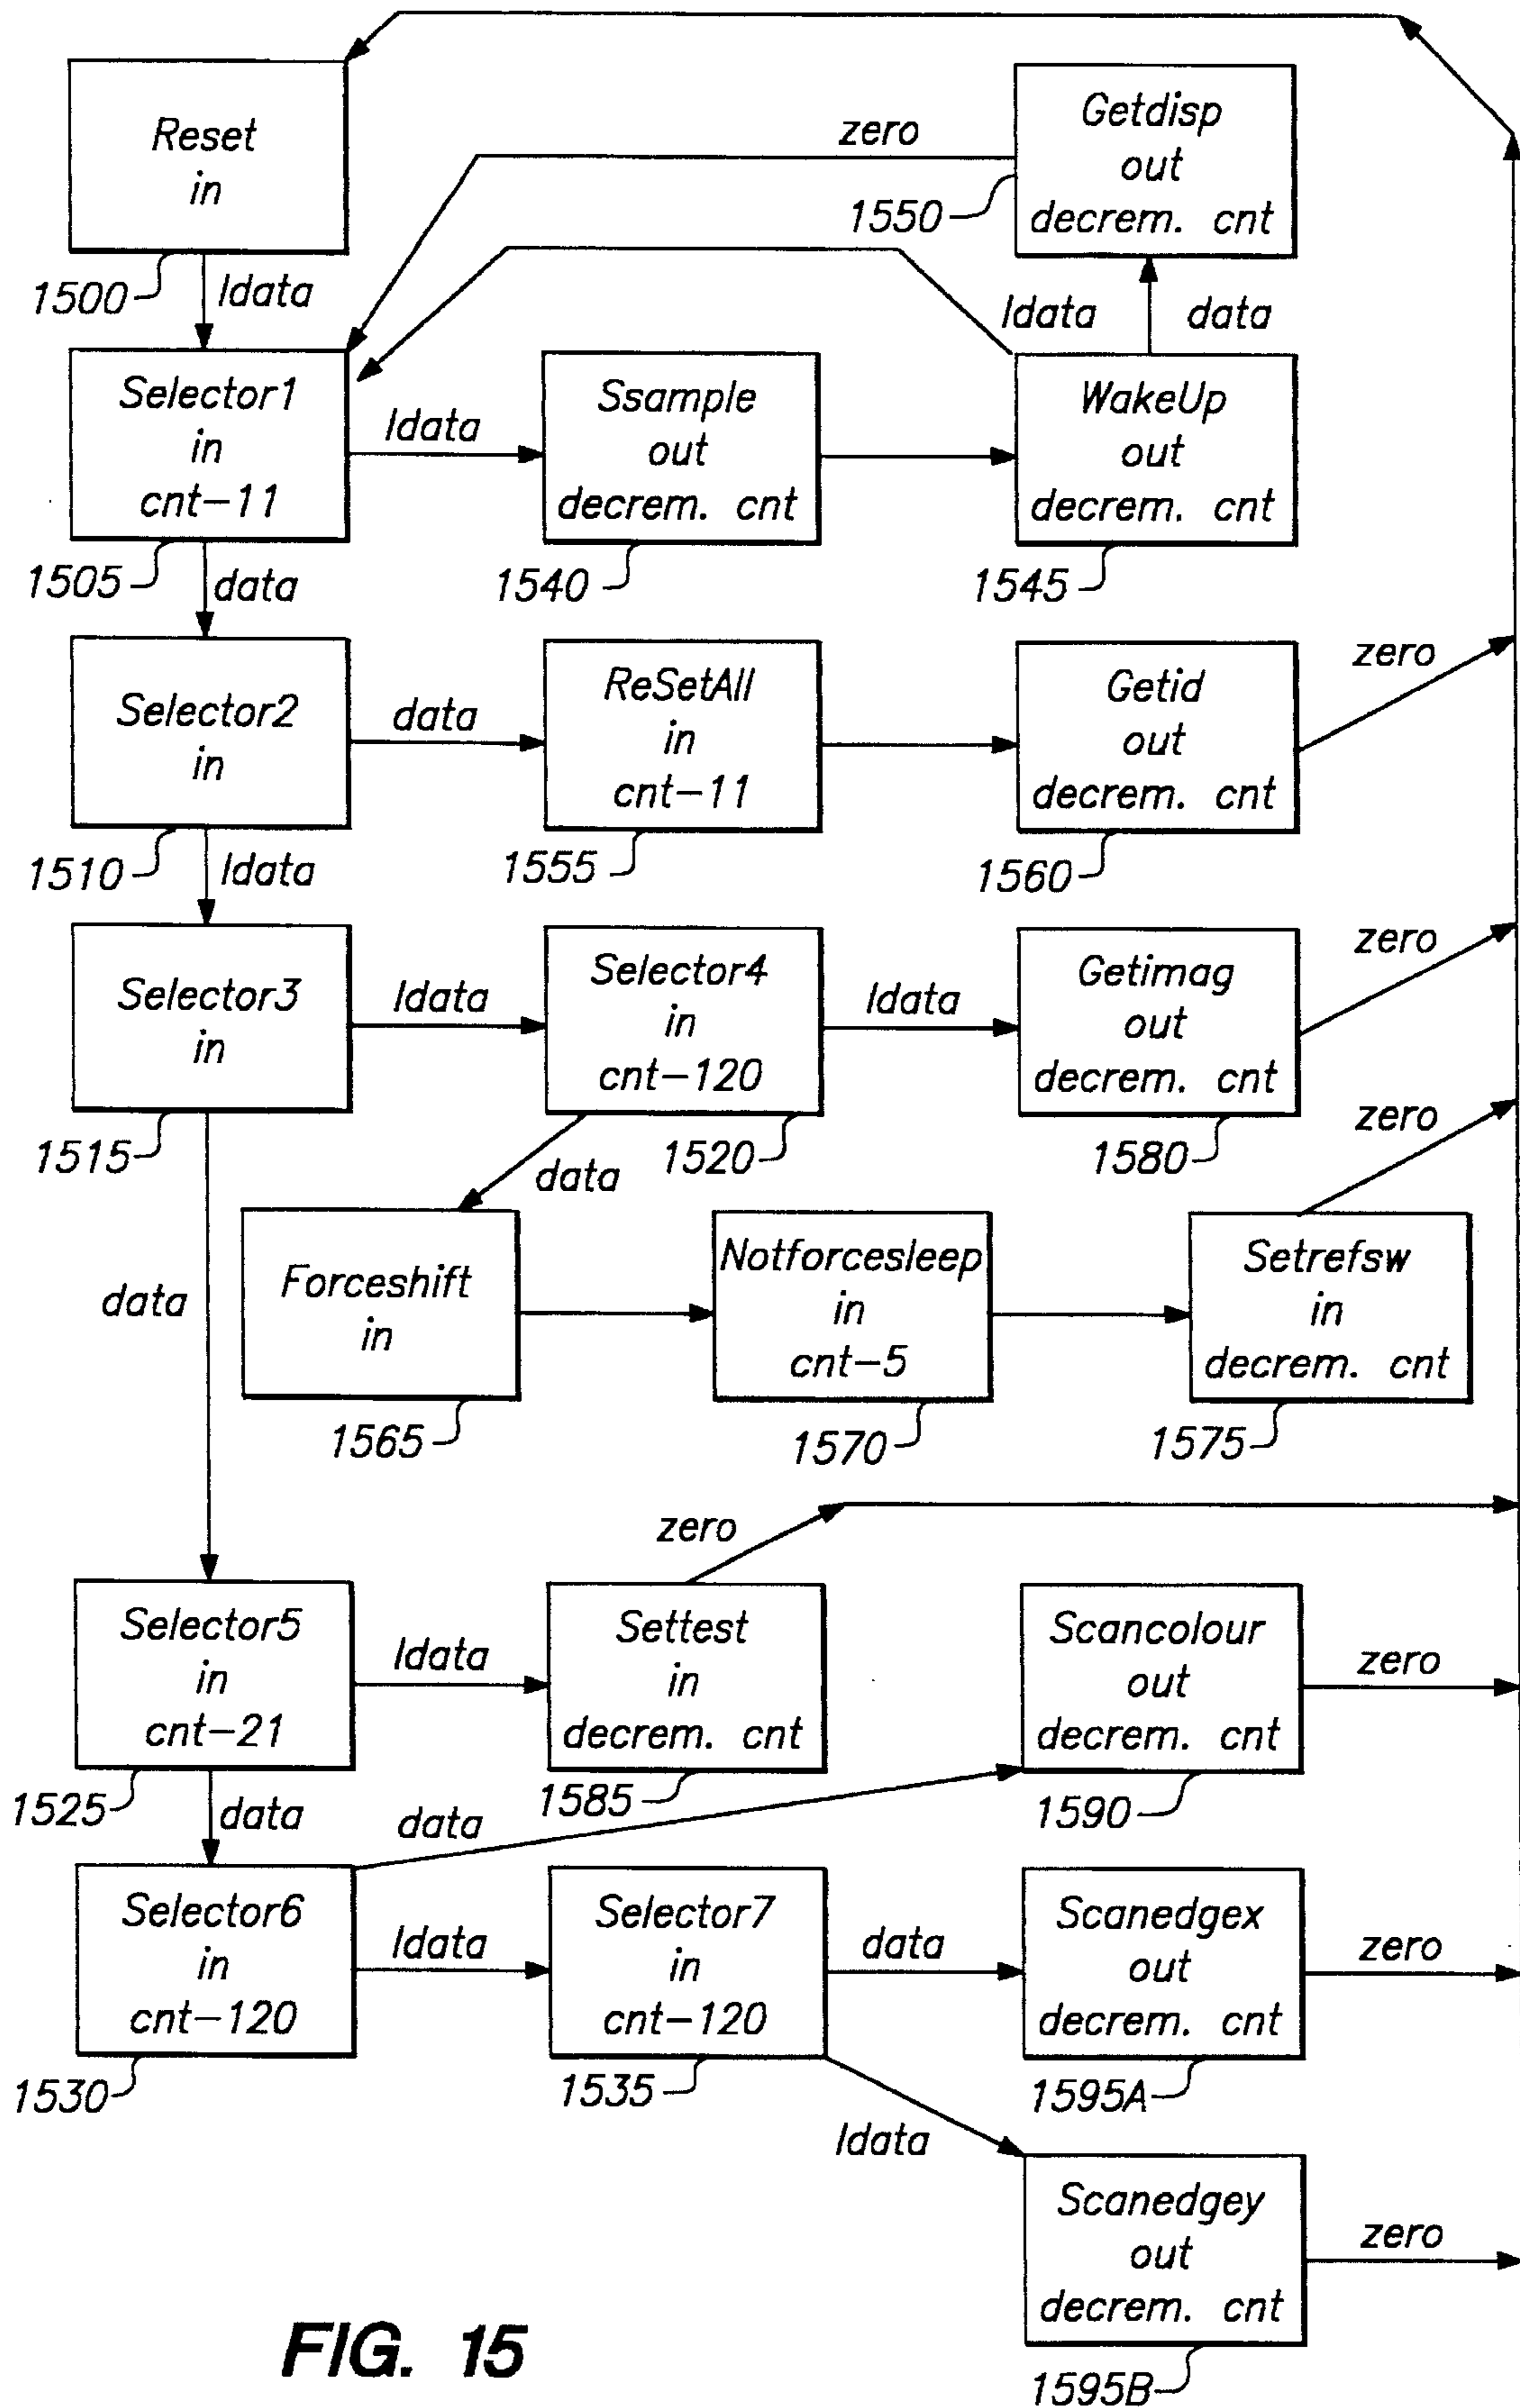 Reset
in
1500
ldata
zero
Getdisp
out
decrem. cnt
1550
ldata
data
Selector1
in
cnt-11
1505
ldata
Ssample
out
decrem. cnt
1540
WakeUp
out
decrem. cnt
1545
data
Selector2
in
1510
data
ReSetAll
in
cnt-11
1555
Getid
out
decrem. cnt
1560
zero
ldata
Selector3
in
1515
ldata
Selector4
in
cnt-120
1520
ldata
Getimag
out
decrem. cnt
1580
zero
zero
data
data
Forceshift
in
1565
Notforcesleep
in
cnt-5
1570
Setrefsw
in
decrem. cnt
1575
zero
Selector5
in
cnt-21
1525
ldata
Settest
in
decrem. cnt
1585
Scancolour
out
decrem. cnt
1590
zero
data
data
Selector6
in
cnt-120
1530
ldata
Selector7
in
cnt-120
1535
data
Scanedgex
out
decrem. cnt
1595A
zero
ldata
Scanedgey
out
decrem. cnt
1595B
zero
FIG. 15